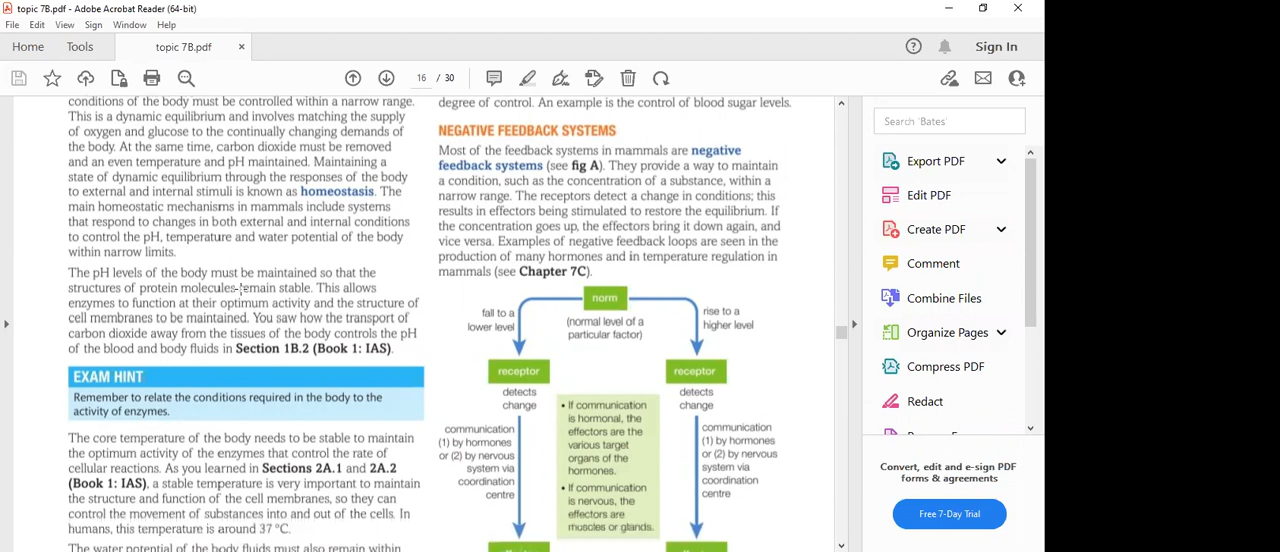 topic 7B.pdf - Adobe Acrobat Reader (64-bit)
File Edit View Sign Window Help
Home Tools topic 7B.pdf × Sign In
16 / 30
conditions of the body must be controlled within a narrow range.
This is a dynamic equilibrium and involves matching the supply
of oxygen and glucose to the continually changing demands of
the body. At the same time, carbon dioxide must be removed
and an even temperature and pH maintained. Maintaining a
state of dynamic equilibrium through the responses of the body
to external and internal stimuli is known as homeostasis. The
main homeostatic mechanisms in mammals include systems
that respond to changes in both external and internal conditions
to control the pH, temperature and water potential of the body
within narrow limits.
The pH levels of the body must be maintained so that the
structures of protein molecules remain stable. This allows
enzymes to function at their optimum activity and the structure of
cell membranes to be maintained. You saw how the transport of
carbon dioxide away from the tissues of the body controls the pH
of the blood and body fluids in Section 1B.2 (Book 1: IAS).
EXAM HINT
Remember to relate the conditions required in the body to the
activity of enzymes.
The core temperature of the body needs to be stable to maintain
the optimum activity of the enzymes that control the rate of
cellular reactions. As you learned in Sections 2A.1 and 2A.2
(Book 1: IAS), a stable temperature is very important to maintain
the structure and function of the cell membranes, so they can
control the movement of substances into and out of the cells. In
humans, this temperature is around 37 °C.
The water potential of the body fluids must also remain within
degree of control. An example is the control of blood sugar levels.
NEGATIVE FEEDBACK SYSTEMS
Most of the feedback systems in mammals are negative
feedback systems (see fig A). They provide a way to maintain
a condition, such as the concentration of a substance, within a
narrow range. The receptors detect a change in conditions; this
results in effectors being stimulated to restore the equilibrium. If
the concentration goes up, the effectors bring it down again, and
vice versa. Examples of negative feedback loops are seen in the
production of many hormones and in temperature regulation in
mammals (see Chapter 7C).
norm
(normal level of a
particular factor)
fall to a
lower level
rise to a
higher level
receptor
receptor
detects
change
detects
change
communication
(1) by hormones
or (2) by nervous
system via
coordination
centre
• If communication
is hormonal, the
effectors are the
various target
organs of the
hormones.
• If communication
is nervous, the
effectors are
muscles or glands.
communication
(1) by hormones
or (2) by nervous
system via
coordination
centre
Search 'Bates'
Export PDF
Edit PDF
Create PDF
Comment
Combine Files
Organize Pages
Compress PDF
Redact
Convert, edit and e-sign PDF
forms & agreements
Free 7-Day Trial